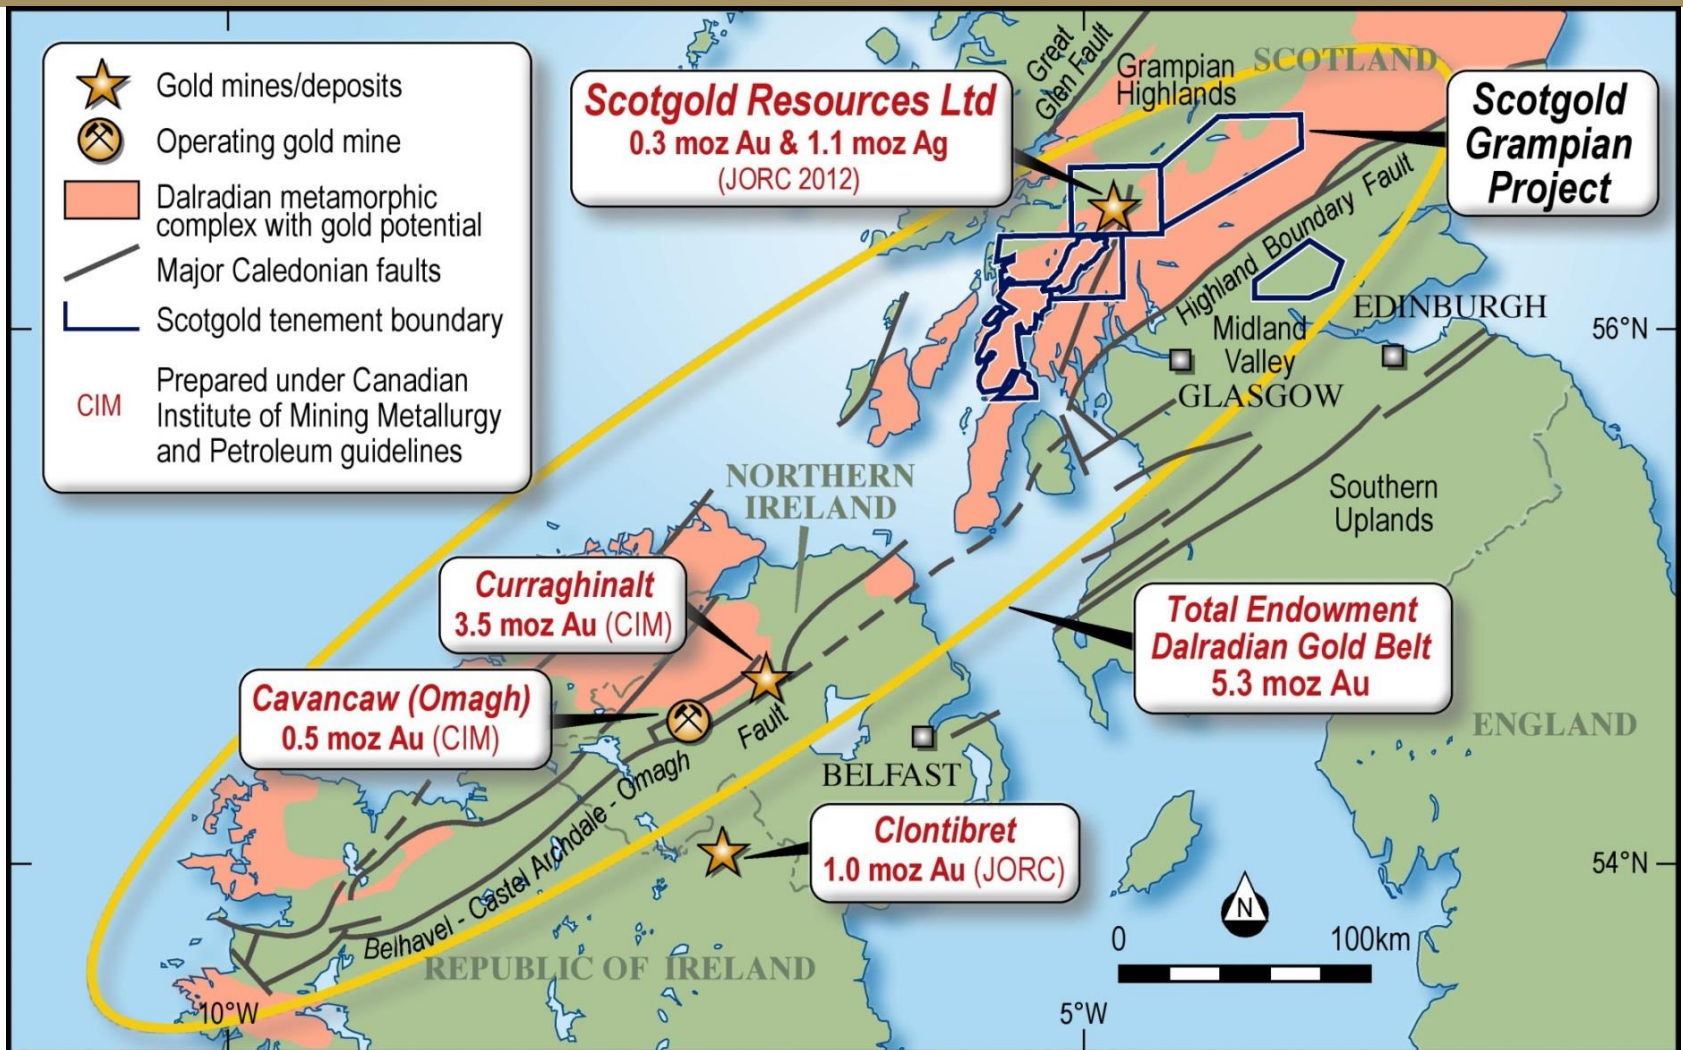 Gold mines/deposits
Operating gold mine
Dalradian metamorphic
complex with gold potential
Major Caledonian faults
Scotgold tenement boundary
CIM
Prepared under Canadian
Institute of Mining Metallurgy
and Petroleum guidelines
Scotgold Resources Ltd
0.3 moz Au & 1.1 moz Ag
(JORC 2012)
Great
Glen Fault
Grampian
Highlands
SCOTLAND
Scotgold
Grampian
Project
Highland Boundary Fault
Midland
Valley
EDINBURGH
GLASGOW
56°N
Southern
Uplands
NORTHERN
IRELAND
Curraghinalt
3.5 moz Au (CIM)
Cavancaw (Omagh)
0.5 moz Au (CIM)
Total Endowment
Dalradian Gold Belt
5.3 moz Au
ENGLAND
BELFAST
Belhavel - Castel Archdale - Omagh Fault
Clontibret
1.0 moz Au (JORC)
54°N
REPUBLIC OF IRELAND
N
0 100km
10°W
5°W